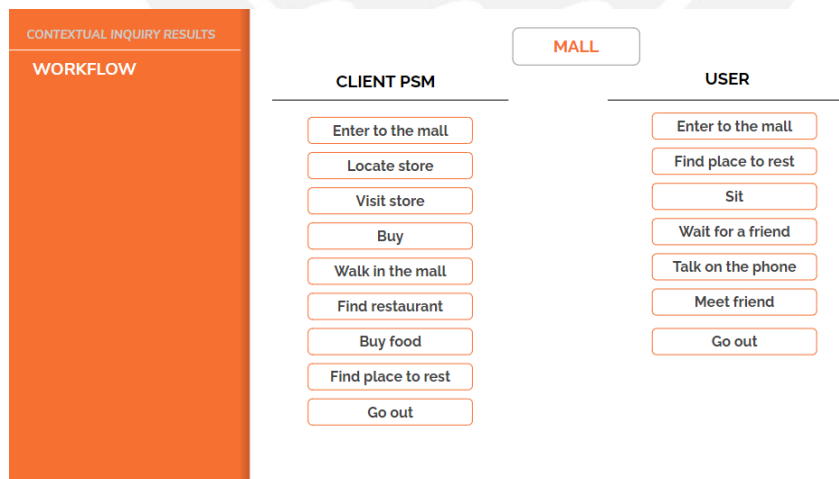 CONTEXTUAL INQUIRY RESULTS
WORKFLOW
MALL
CLIENT PSM
Enter to the mall
Locate store
Visit store
Buy
Walk in the mall
Find restaurant
Buy food
Find place to rest
Go out
USER
Enter to the mall
Find place to rest
Sit
Wait for a friend
Talk on the phone
Meet friend
Go out